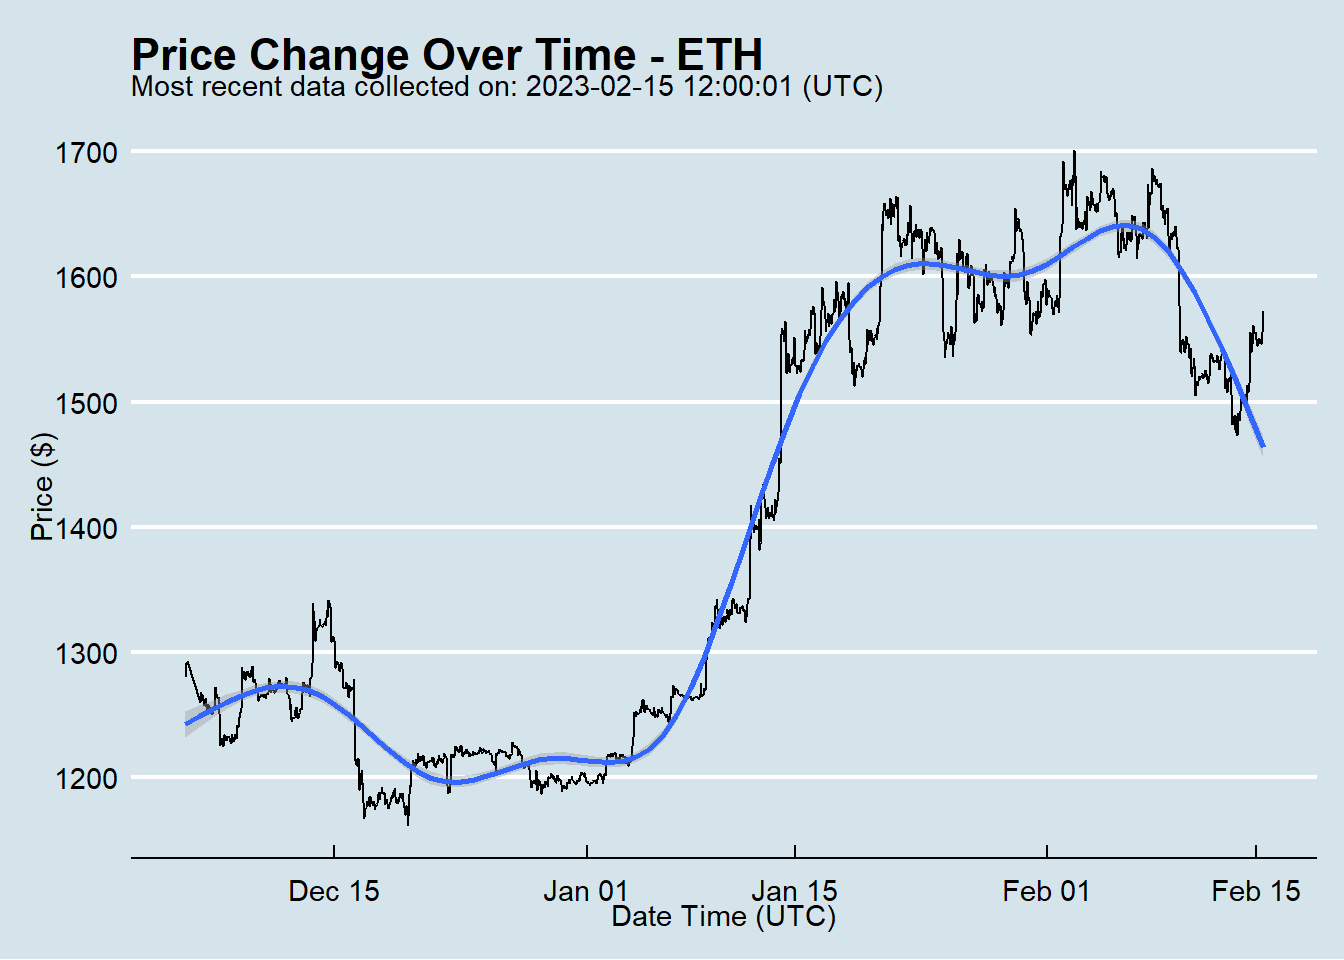 Price Change Over Time - ETH
Most recent data collected on: 2023-02-15 12:00:01 (UTC)
1700
1600
1500
1400
1300
1200
Price ($)
Dec 15 Jan 01 Jan 15 Feb 01 Feb 15
Date Time (UTC)